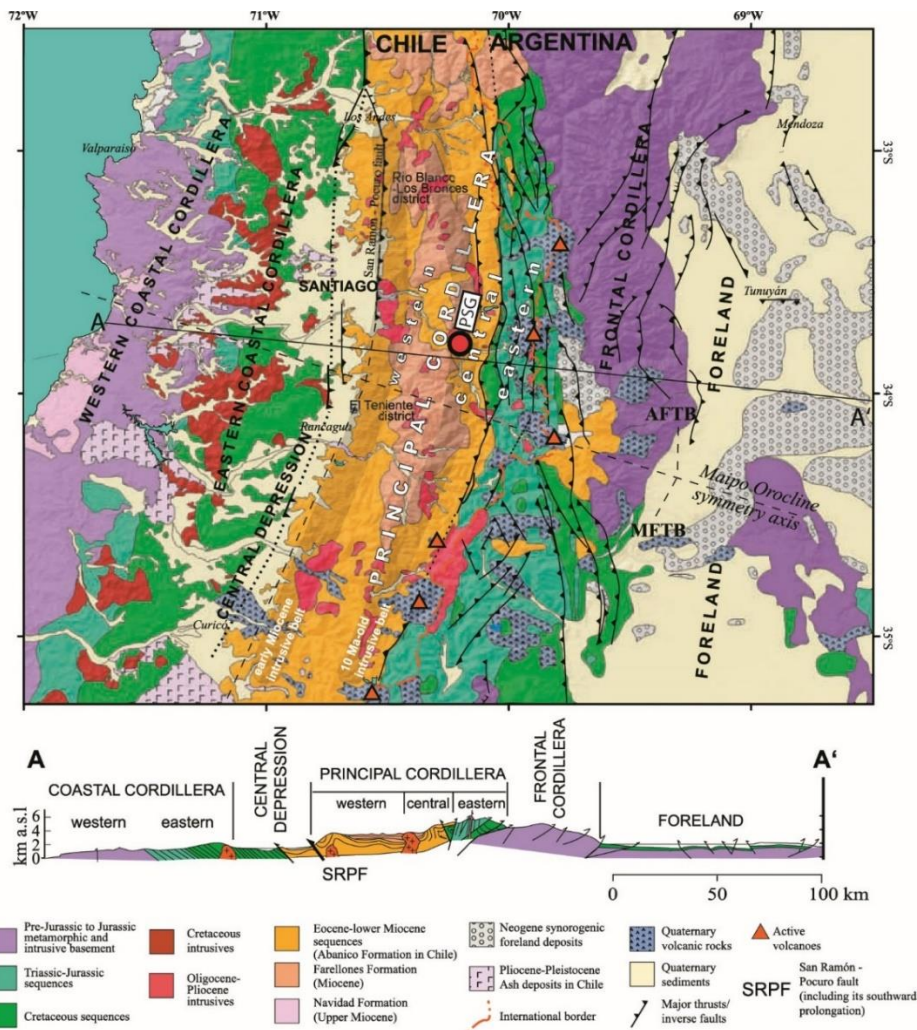 72°W
71°W
70°W
69°W
CHILE
ARGENTINA
Los Andes
Mendoza
Valparaiso
33°S
Río Blanco
-Los Bronces
district
San Ramón - Pocuro fault
WESTERN COASTAL CORDILLERA
EASTERN COASTAL CORDILLERA
FRONTAL CORDILLERA
SANTIAGO
PRINCIPAL CORDILLERA
western
central
eastern
PSG
Tunuyán
FORELAND
A
A'
34°S
El Teniente
district
Rancagua
AFTB
CENTRAL DEPRESSION
Maipo Orocline
symmetry axis
MFTB
FORELAND
Curicó
early Miocene
intrusive belt
10 Ma-old
intrusive belt
35°S
A
A'
COASTAL CORDILLERA
CENTRAL
DEPRESSION
PRINCIPAL CORDILLERA
FRONTAL
CORDILLERA
western
eastern
western
central
eastern
FORELAND
km a.s.l
6
4
2
0
SRPF
0 50 100 km
Pre-Jurassic to Jurassic
metamorphic and
intrusive basement
Triassic-Jurassic
sequences
Cretaceous sequences
Cretaceous
intrusives
Oligocene-
Pliocene
intrusives
Eocene-lower Miocene
sequences
(Abanico Formation in Chile)
Farellones Formation
(Miocene)
Navidad Formation
(Upper Miocene)
Neogene synorogenic
foreland deposits
Pliocene-Pleistocene
Ash deposits in Chile
International border
Quaternary
volcanic rocks
Quaternary
sediments
Major thrusts/
inverse faults
Active
volcanoes
SRPF
San Ramón -
Pocuro fault
(including its southward
prolongation)